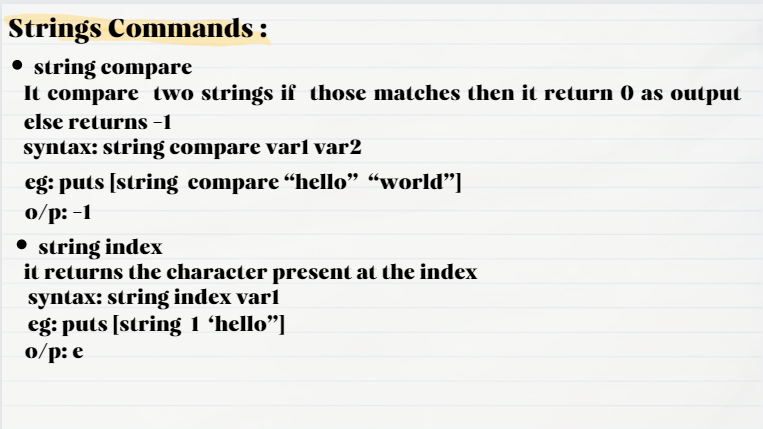 Strings Commands :
• string compare
It compare two strings if those matches then it return 0 as output
else returns -1
syntax: string compare var1 var2
eg: puts [string compare “hello” “world”]
o/p: -1
• string index
it returns the character present at the index
syntax: string index var1
eg: puts [string 1 ‘hello”]
o/p: e